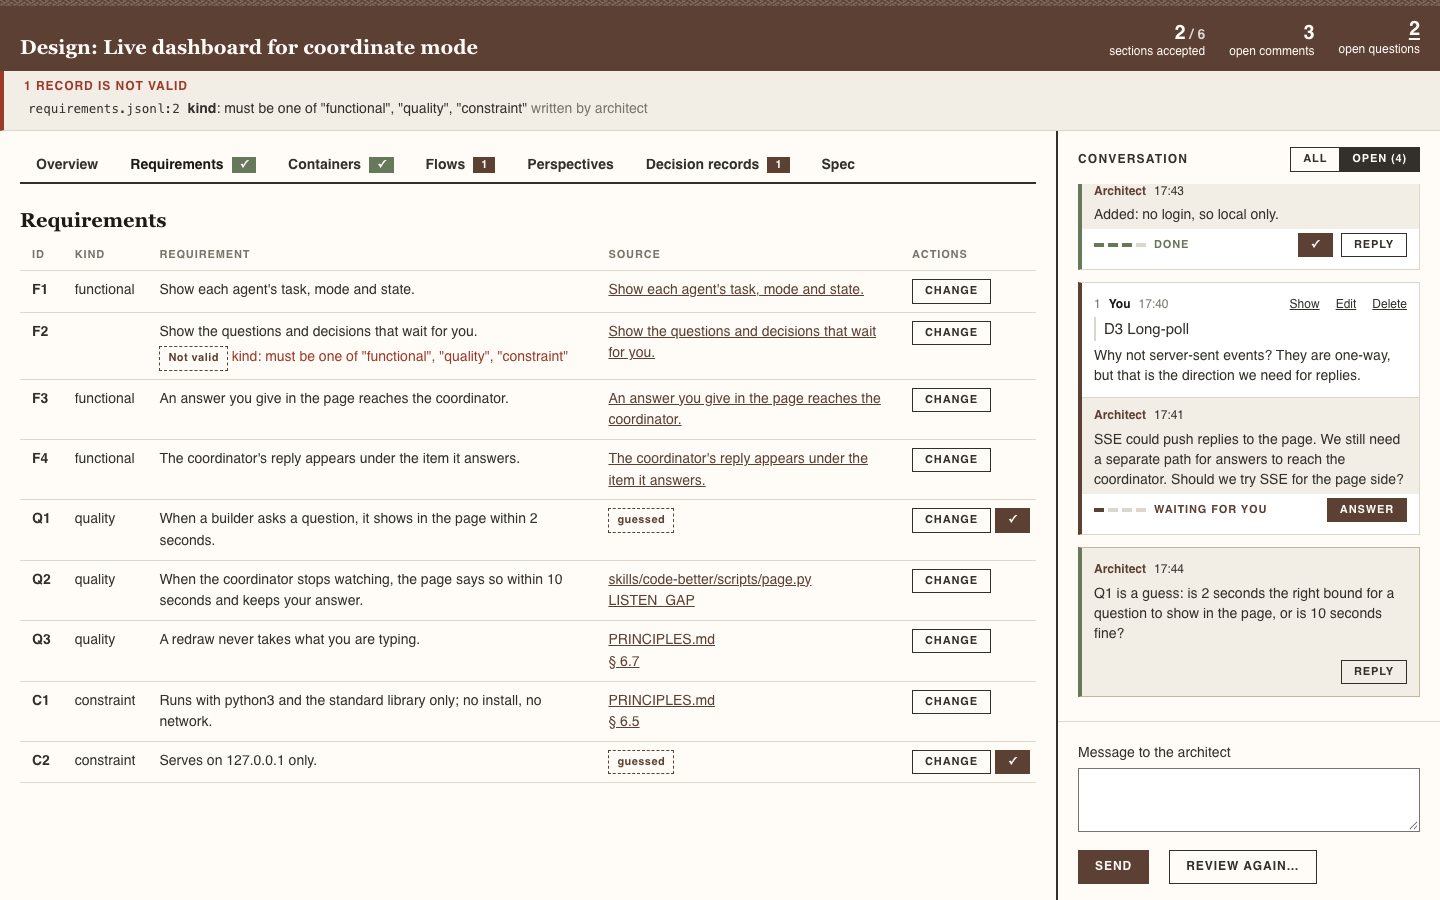 Design: Live dashboard for coordinate mode
2 / 6
sections accepted
3
open comments
2
open questions
1 RECORD IS NOT VALID
requirements.jsonl:2 kind: must be one of "functional", "quality", "constraint" written by architect
Overview
Requirements ✓
Containers ✓
Flows 1
Perspectives
Decision records 1
Spec
Requirements
ID KIND REQUIREMENT SOURCE ACTIONS
F1 functional Show each agent's task, mode and state. Show each agent's task, mode and state. CHANGE
F2 Show the questions and decisions that wait for you. Show the questions and decisions that wait CHANGE
for you.
Not valid kind: must be one of "functional", "quality", "constraint"
F3 functional An answer you give in the page reaches the coordinator. An answer you give in the page reaches the CHANGE
coordinator.
F4 functional The coordinator's reply appears under the item it answers. The coordinator's reply appears under the CHANGE
item it answers.
Q1 quality When a builder asks a question, it shows in the page within 2 guessed CHANGE ✓
seconds.
Q2 quality When the coordinator stops watching, the page says so within 10 skills/code-better/scripts/page.py CHANGE
seconds and keeps your answer. LISTEN_GAP
Q3 quality A redraw never takes what you are typing. PRINCIPLES.md CHANGE
§ 6.7
C1 constraint Runs with python3 and the standard library only; no install, no PRINCIPLES.md CHANGE
network. § 6.5
C2 constraint Serves on 127.0.0.1 only. guessed CHANGE ✓
CONVERSATION ALL OPEN (4)
Architect 17:43
Added: no login, so local only.
DONE ✓ REPLY
1 You 17:40 Show Edit Delete
D3 Long-poll
Why not server-sent events? They are one-way,
but that is the direction we need for replies.
Architect 17:41
SSE could push replies to the page. We still need
a separate path for answers to reach the
coordinator. Should we try SSE for the page side?
WAITING FOR YOU ANSWER
Architect 17:44
Q1 is a guess: is 2 seconds the right bound for a
question to show in the page, or is 10 seconds
fine?
REPLY
Message to the architect
SEND REVIEW AGAIN...